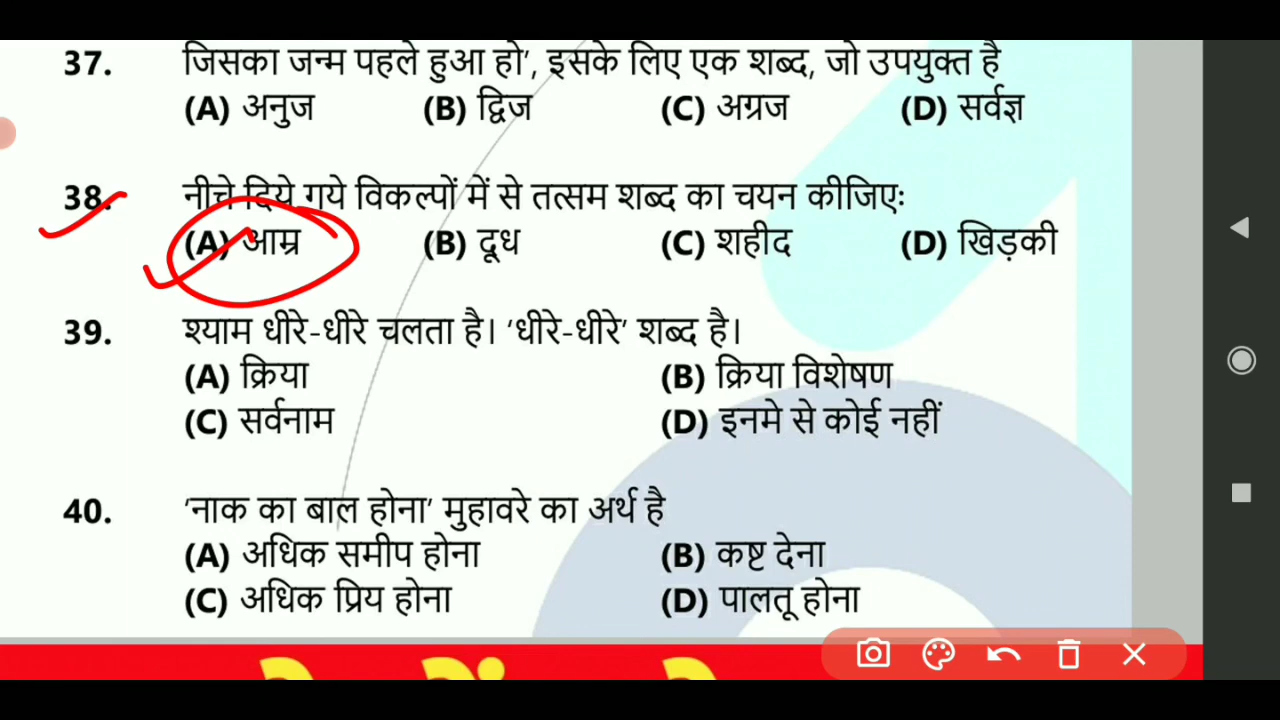 37. जिसका जन्म पहले हुआ हो’, इसके लिए एक शब्द, जो उपयुक्त है
(A) अनुज (B) द्विज (C) अग्रज (D) सर्वज्ञ
38. नीचे दिये गये विकल्पों में से तत्सम शब्द का चयन कीजिएः
(A) आम्र (B) दूध (C) शहीद (D) खिड़की
39. श्याम धीरे-धीरे चलता है। ‘धीरे-धीरे’ शब्द है।
(A) क्रिया (B) क्रिया विशेषण
(C) सर्वनाम (D) इनमे से कोई नहीं
40. ‘नाक का बाल होना’ मुहावरे का अर्थ है
(A) अधिक समीप होना (B) कष्ट देना
(C) अधिक प्रिय होना (D) पालतू होना